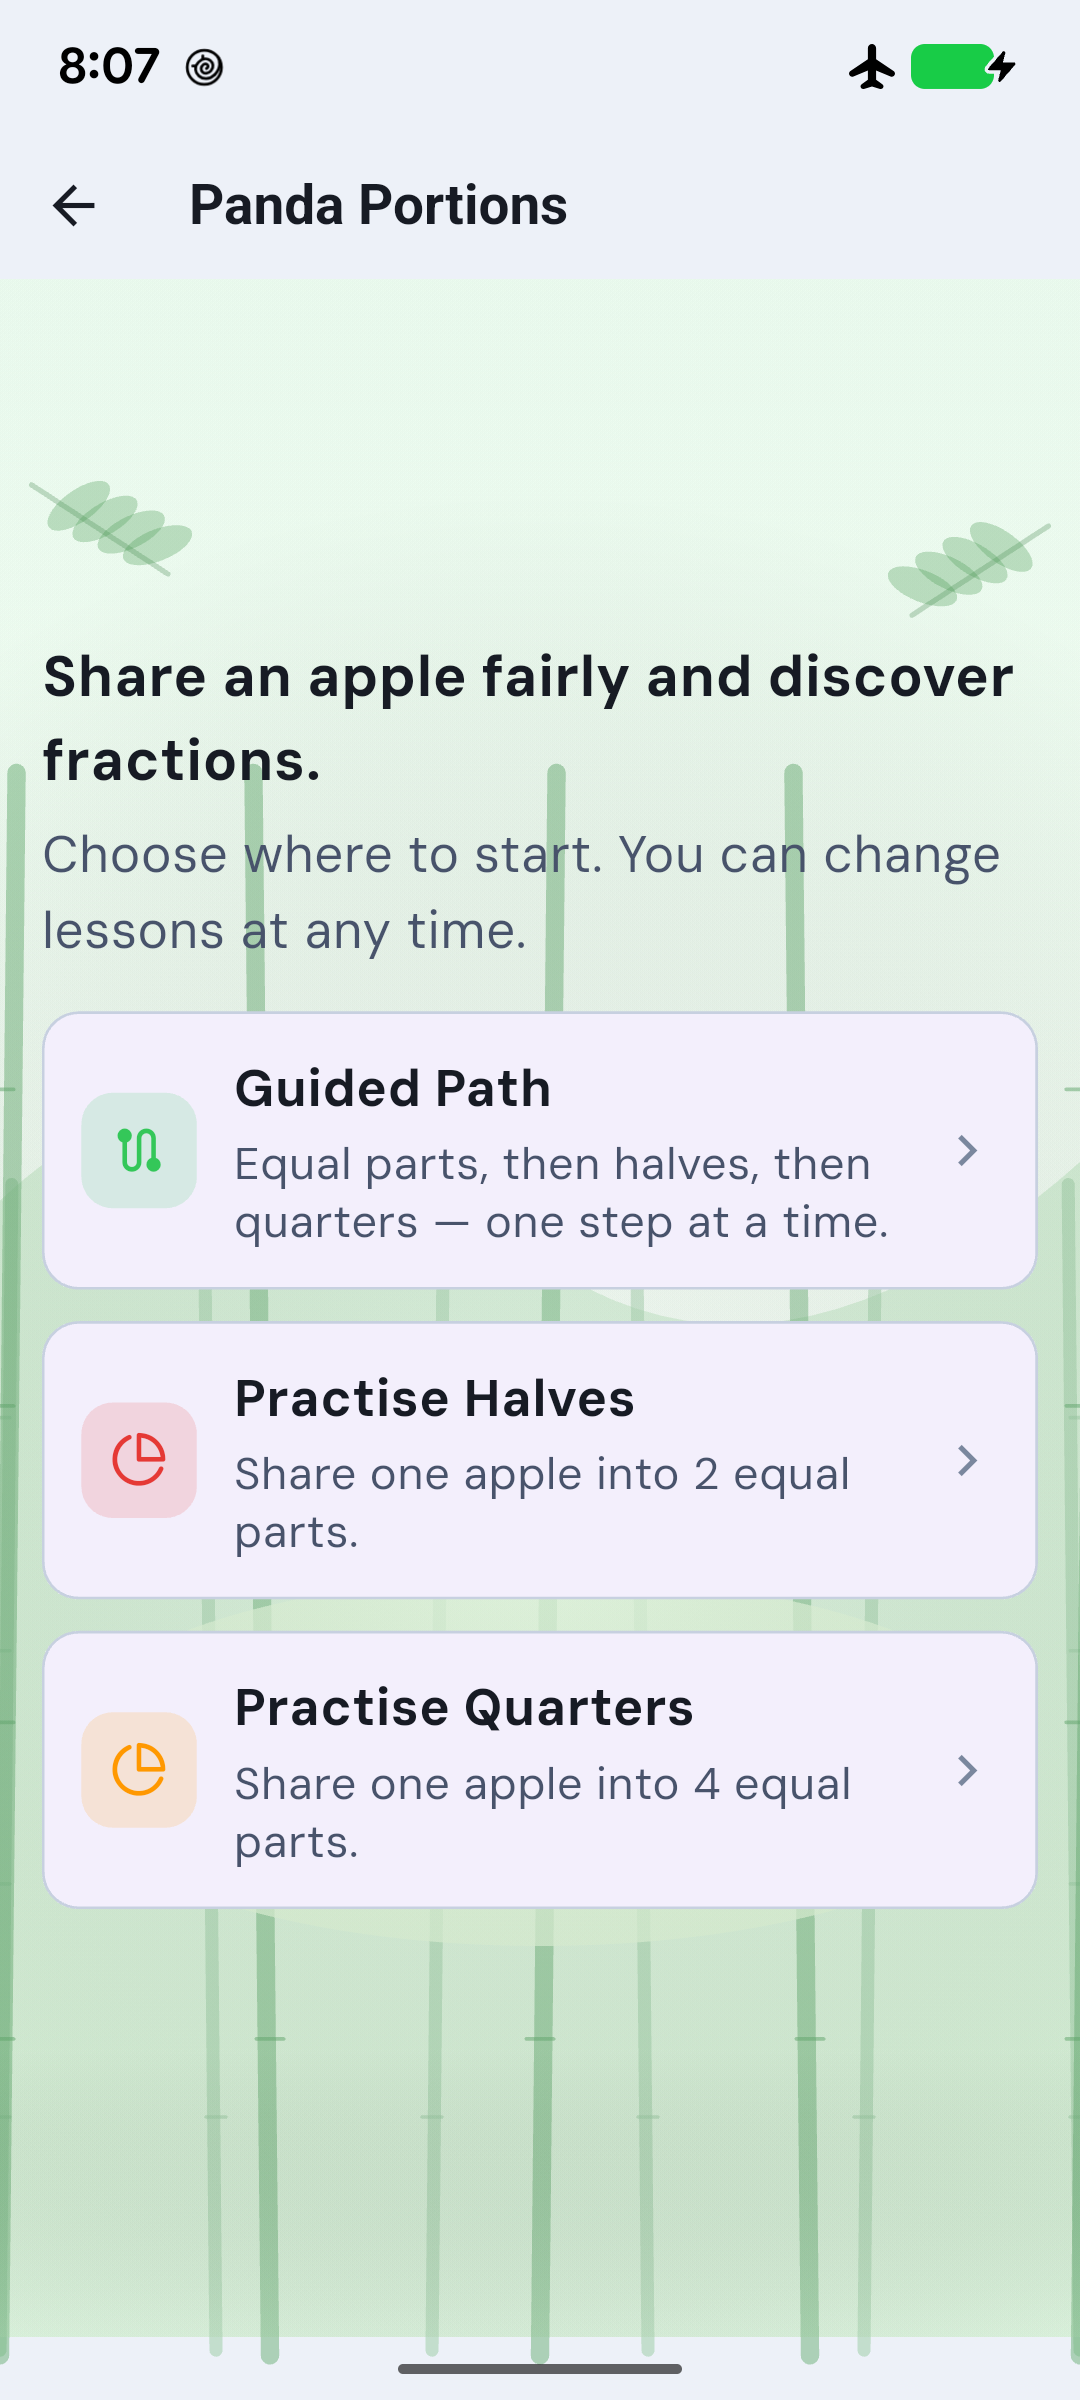 8:07
Panda Portions
Share an apple fairly and discover
fractions.
Choose where to start. You can change
lessons at any time.
Guided Path
Equal parts, then halves, then
quarters — one step at a time.
Practise Halves
Share one apple into 2 equal
parts.
Practise Quarters
Share one apple into 4 equal
parts.